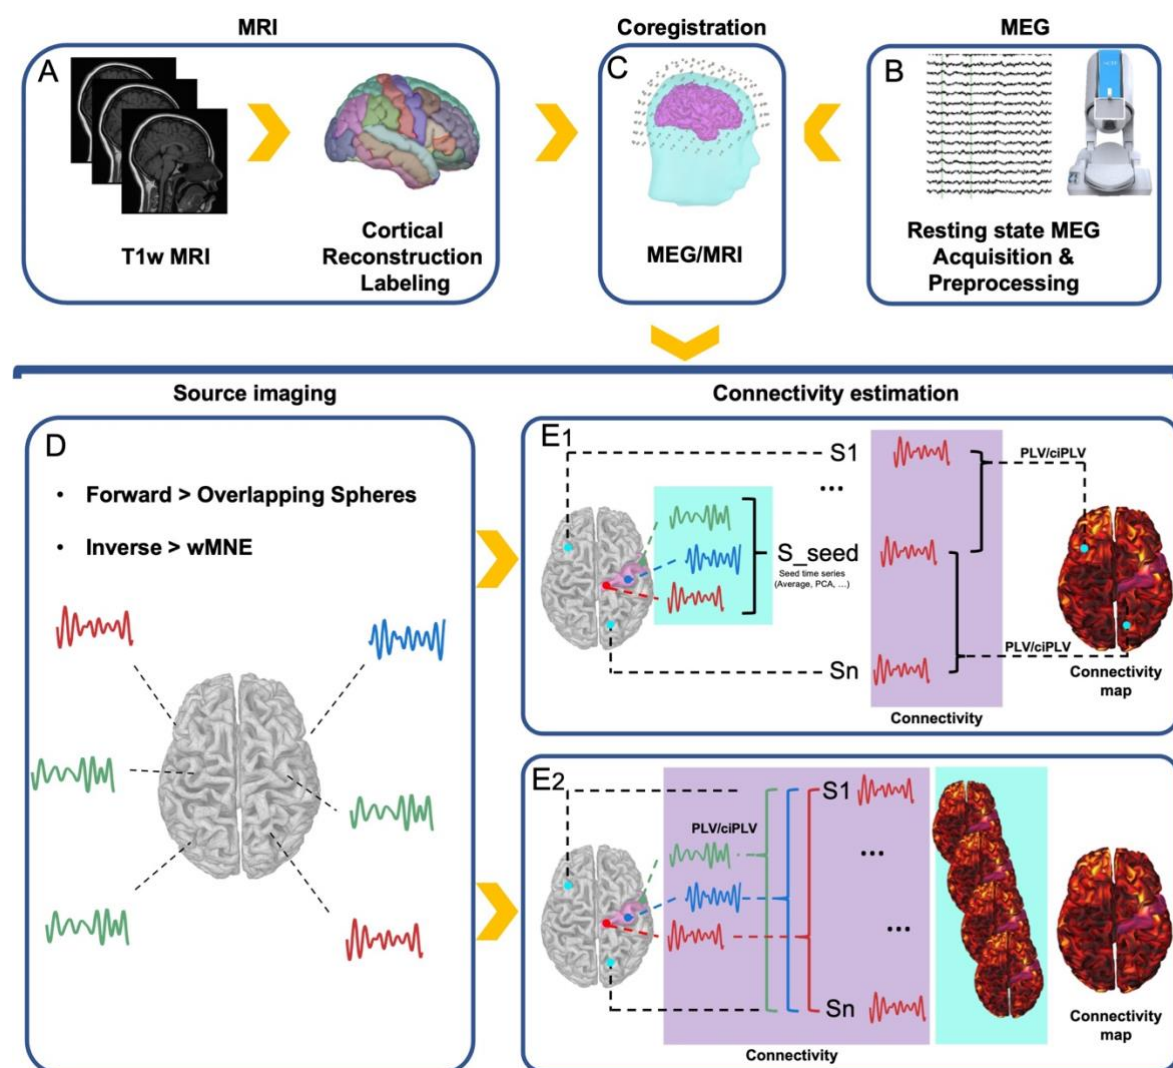 MRI
Coregistration
MEG
A
C
B
T1w MRI
Cortical
Reconstruction
Labeling
MEG/MRI
Resting state MEG
Acquisition &
Preprocessing
Source imaging
Connectivity estimation
D
• Forward > Overlapping Spheres
• Inverse > wMNE
E1
S1
...
S_seed
Seed time series
(Average, PCA, ...)
Sn
PLV/ciPLV
PLV/ciPLV
Connectivity
Connectivity
map
E2
S1
PLV/ciPLV
...
...
Sn
Connectivity
Connectivity
map